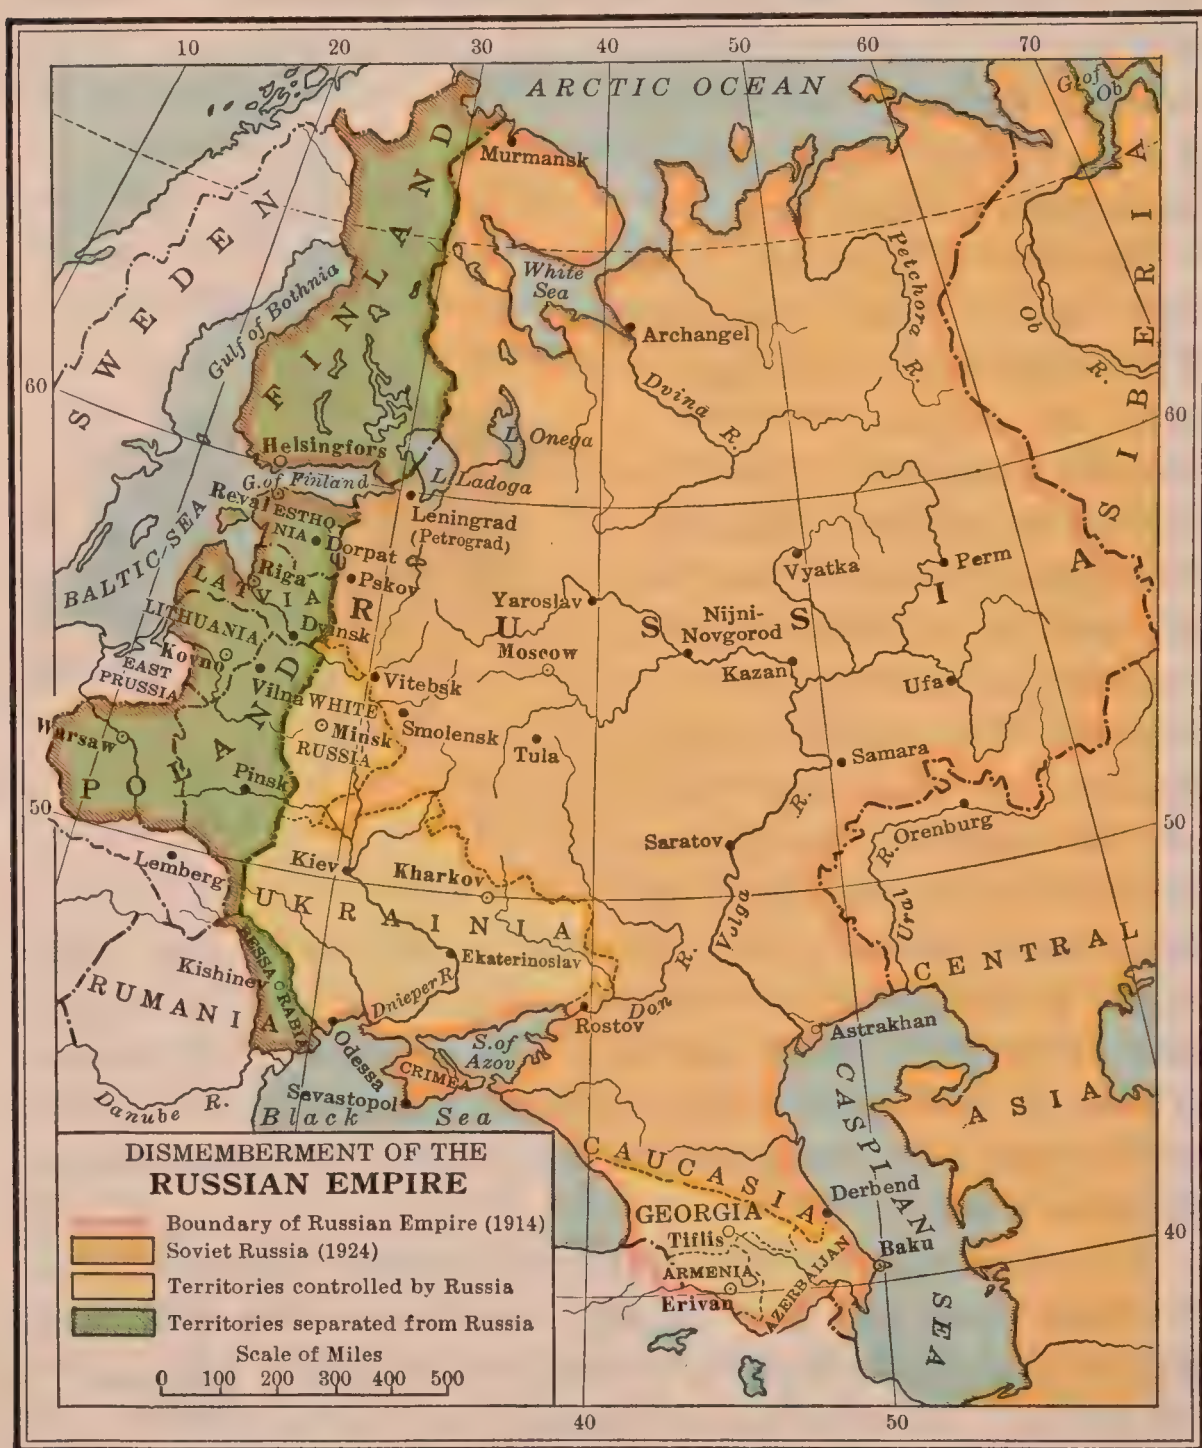 10 20 30 40 50 60 70
ARCTIC OCEAN
G. of Ob
Murmansk
SWEDEN
FINLAND
Gulf of Bothnia
White Sea
Petchora R.
Ob R.
SIBERIA
Archangel
Dvina R.
60
60
L. Onega
Helsingfors
G. of Finland
L. Ladoga
Reval
ESTHO-
NIA
Leningrad
(Petrograd)
BALTIC SEA
Dorpat
Riga
Pskov
LATVIA
Vyatka
Perm
RUSSIA
Yaroslav
Nijni-
Novgorod
LITHUANIA
Dvinsk
Moscow
Kazan
Kovno
EAST
PRUSSIA
Vitebsk
Ufa
Vilna
WHITE
RUSSIA
Minsk
Smolensk
Warsaw
Tula
Samara
POLAND
Pinsk
50
50
R.
Orenburg
Saratov
Lemberg
Kiev
Kharkov
Ural R.
UKRAINIA
Volga
CENTRAL
ASIA
Kishinev
BESSARABIA
Ekaterinoslav
RUMANIA
Dnieper R.
Don R.
Rostov
Astrakhan
Odessa
S. of
Azov
CRIMEA
Sevastopol
Danube R.
Black Sea
CASPIAN SEA
CAUCASIA
Derbend
GEORGIA
Tiflis
Baku
ARMENIA
AZERBAIJAN
Erivan
40
DISMEMBERMENT OF THE
RUSSIAN EMPIRE
Boundary of Russian Empire (1914)
Soviet Russia (1924)
Territories controlled by Russia
Territories separated from Russia
Scale of Miles
0 100 200 300 400 500
40 50